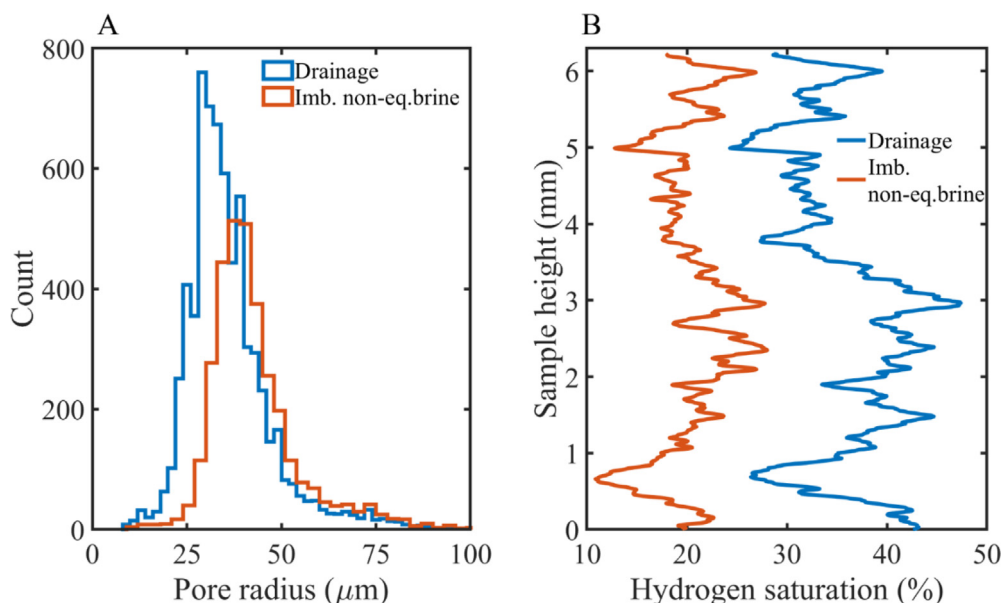 A
800
600
400
200
0
Count
0
25
50
75
100
Pore radius (μm)
Drainage
Imb. non-eq.brine
B
6
5
4
3
2
1
0
Sample height (mm)
10
20
30
40
50
Hydrogen saturation (%)
Drainage
Imb.
non-eq.brine